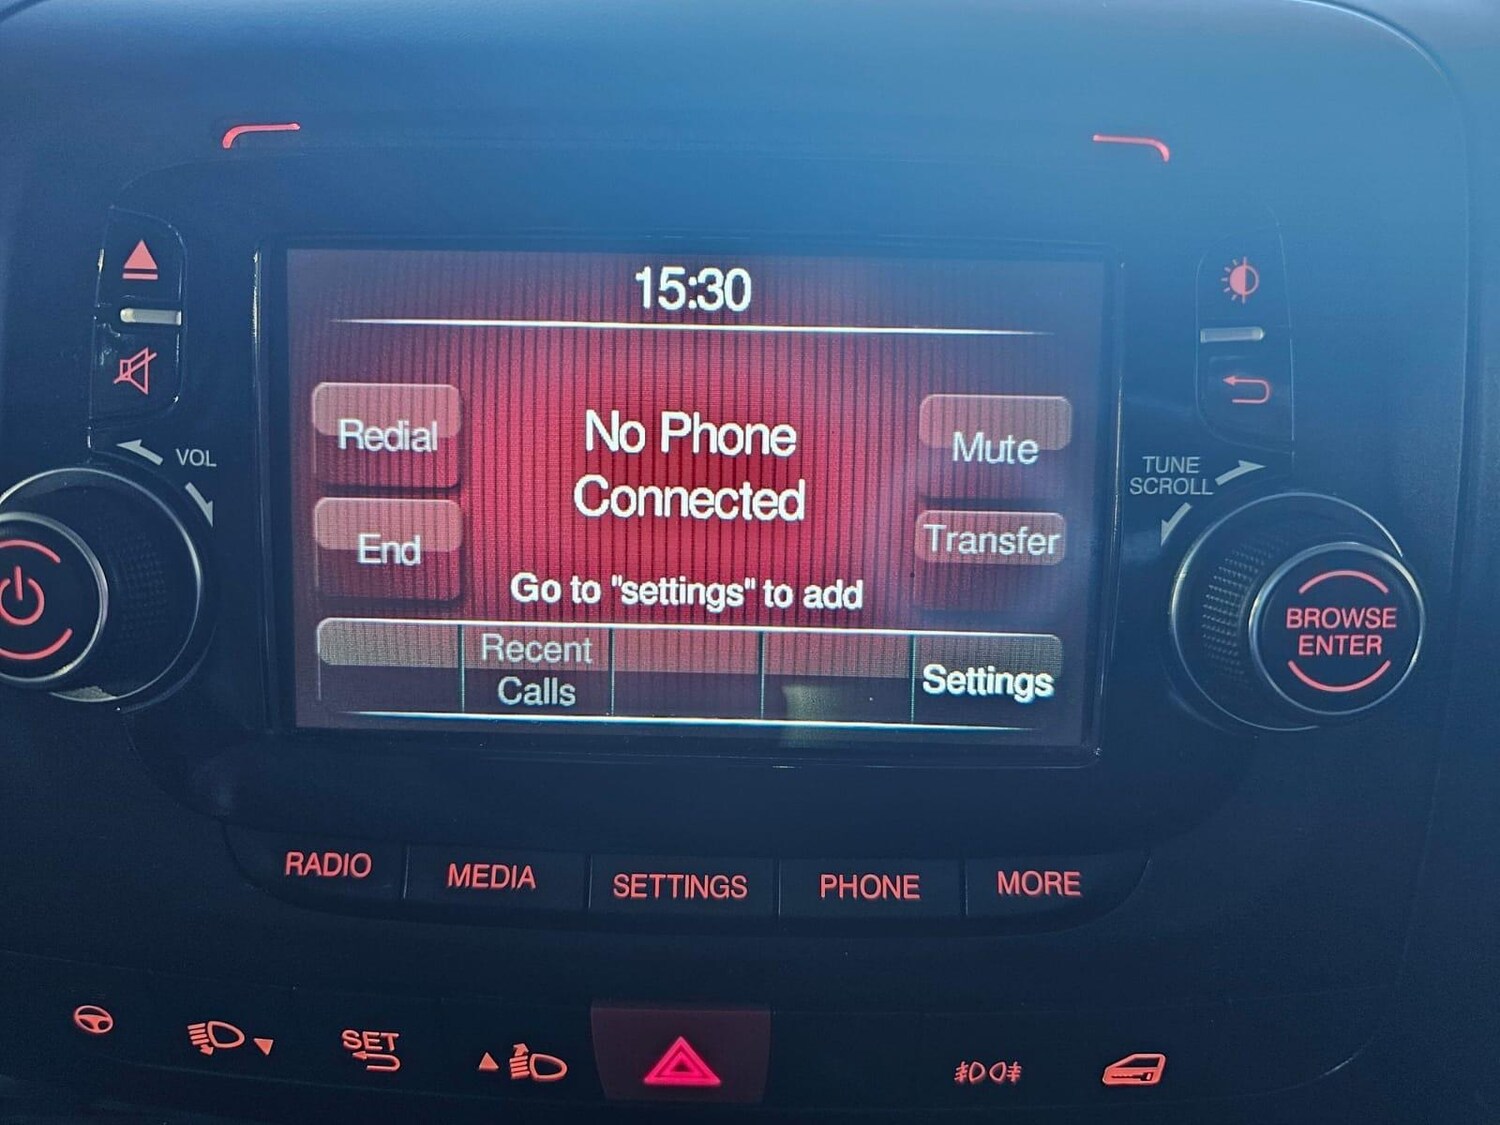 15:30
Redial
No Phone
Connected
Mute
End
Transfer
Go to "settings" to add
Recent
Calls
Settings
VOL
TUNE
SCROLL
BROWSE
ENTER
RADIO
MEDIA
SETTINGS
PHONE
MORE
SET